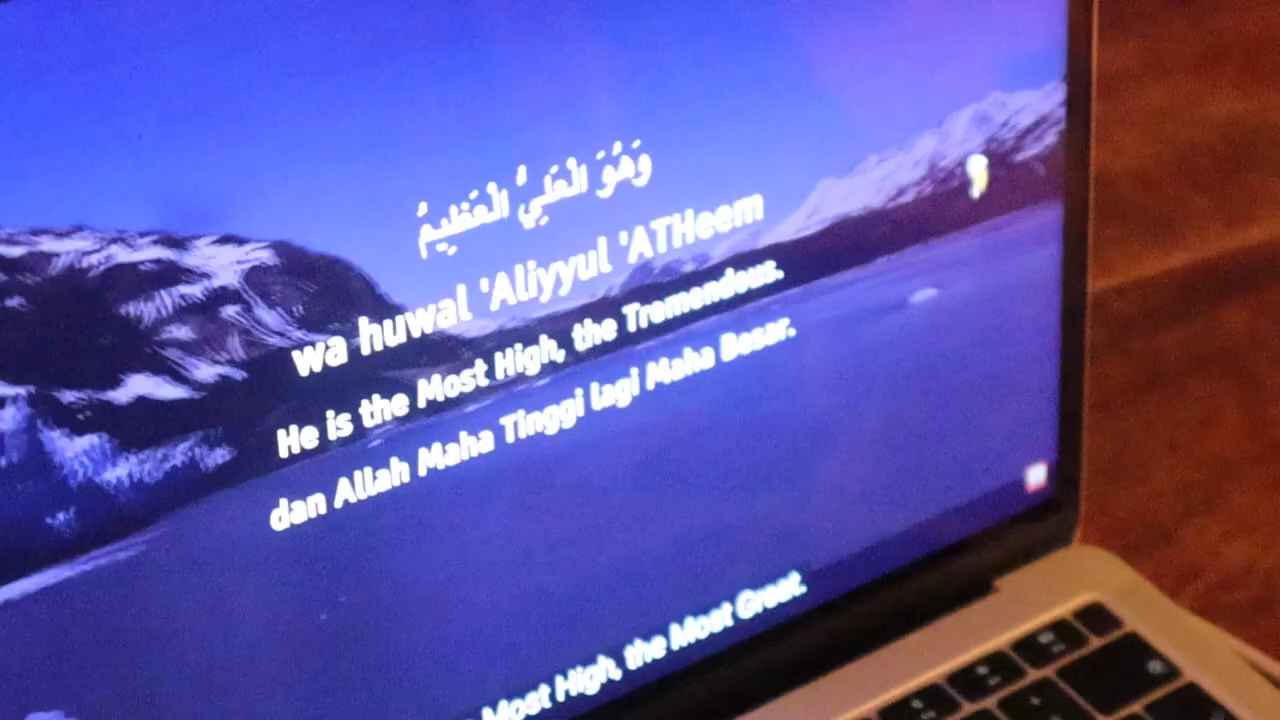 وَهُوَ الْعَلِيُّ الْعَظِيمُ
wa huwal 'Aliyyul 'ATHeem
He is the Most High, the Tremendous.
dan Allah Maha Tinggi lagi Maha Besar.
Most High, the Most Great.